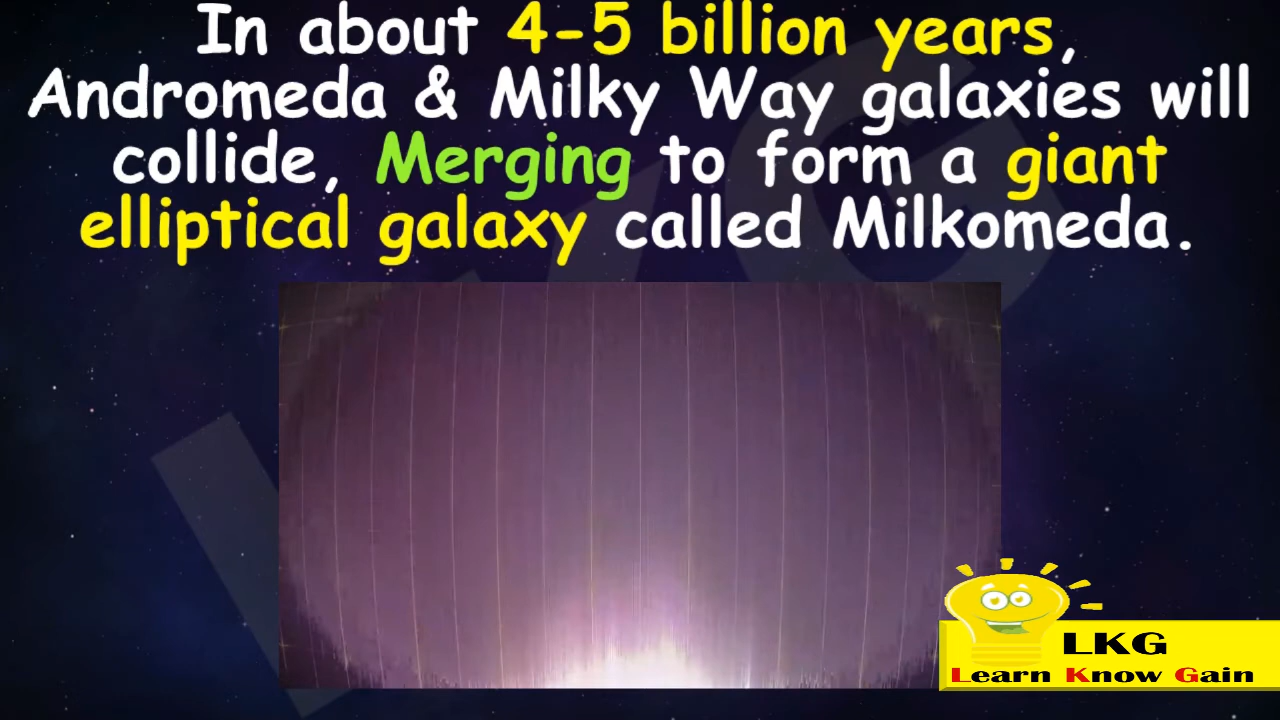 In about 4-5 billion years,
Andromeda & Milky Way galaxies will
collide, Merging to form a giant
elliptical galaxy called Milkomeda.
LKG
LKG
Learn Know Gain